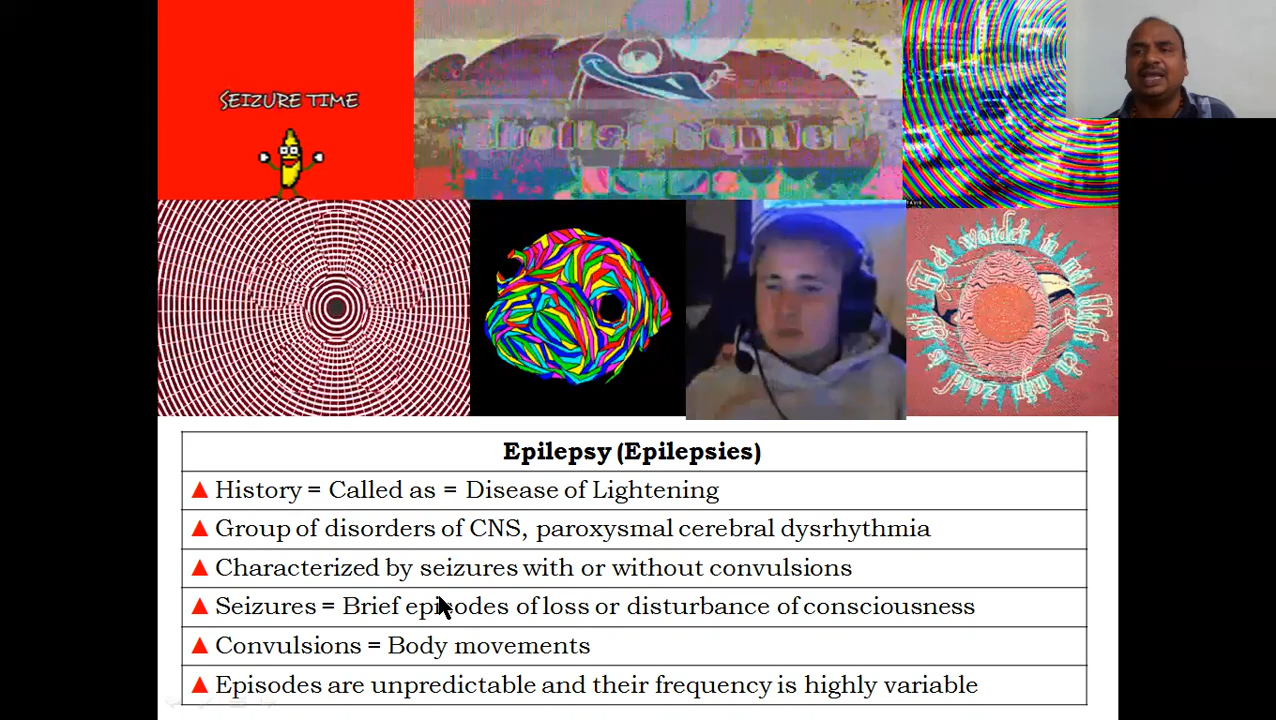 SEIZURE TIME
Epilepsy (Epilepsies)
▲ History = Called as = Disease of Lightening
▲ Group of disorders of CNS, paroxysmal cerebral dysrhythmia
▲ Characterized by seizures with or without convulsions
▲ Seizures = Brief episodes of loss or disturbance of consciousness
▲ Convulsions = Body movements
▲ Episodes are unpredictable and their frequency is highly variable